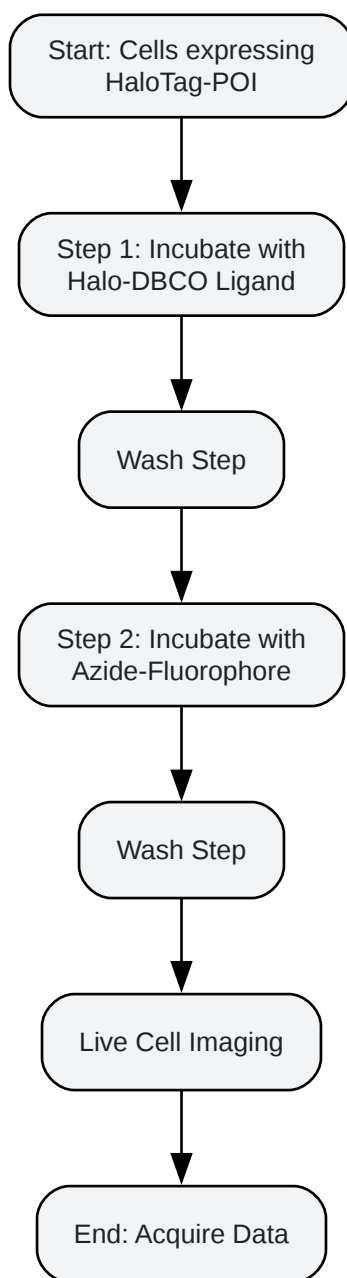 Start: Cells expressing
HaloTag-POI
Step 1: Incubate with
Halo-DBCO Ligand
Wash Step
Step 2: Incubate with
Azide-Fluorophore
Wash Step
Live Cell Imaging
End: Acquire Data